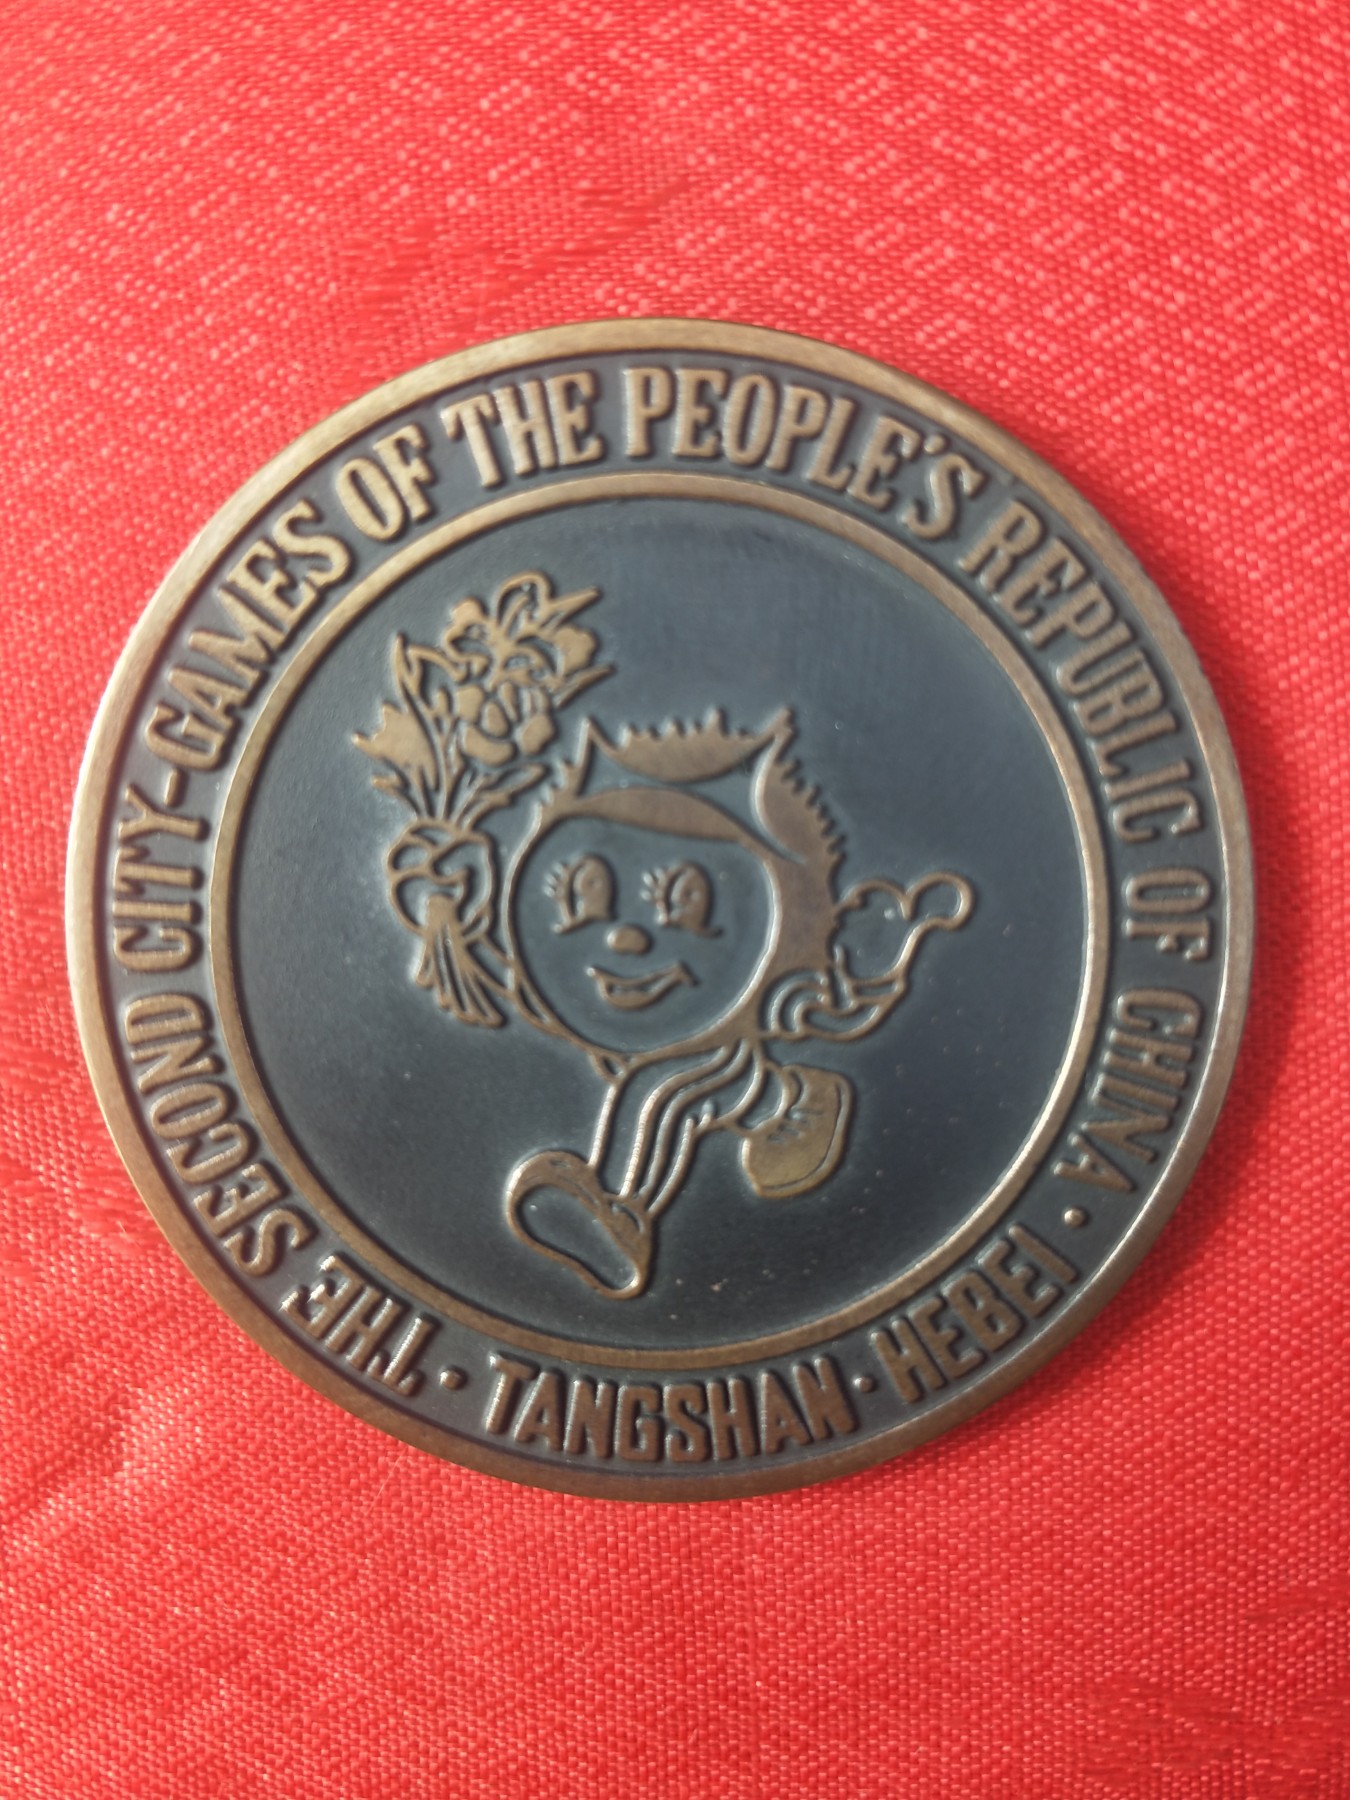 THE SECOND CITY-GAMES OF THE PEOPLE'S REPUBLIC OF CHINA
· TANGSHAN · HEBEI ·